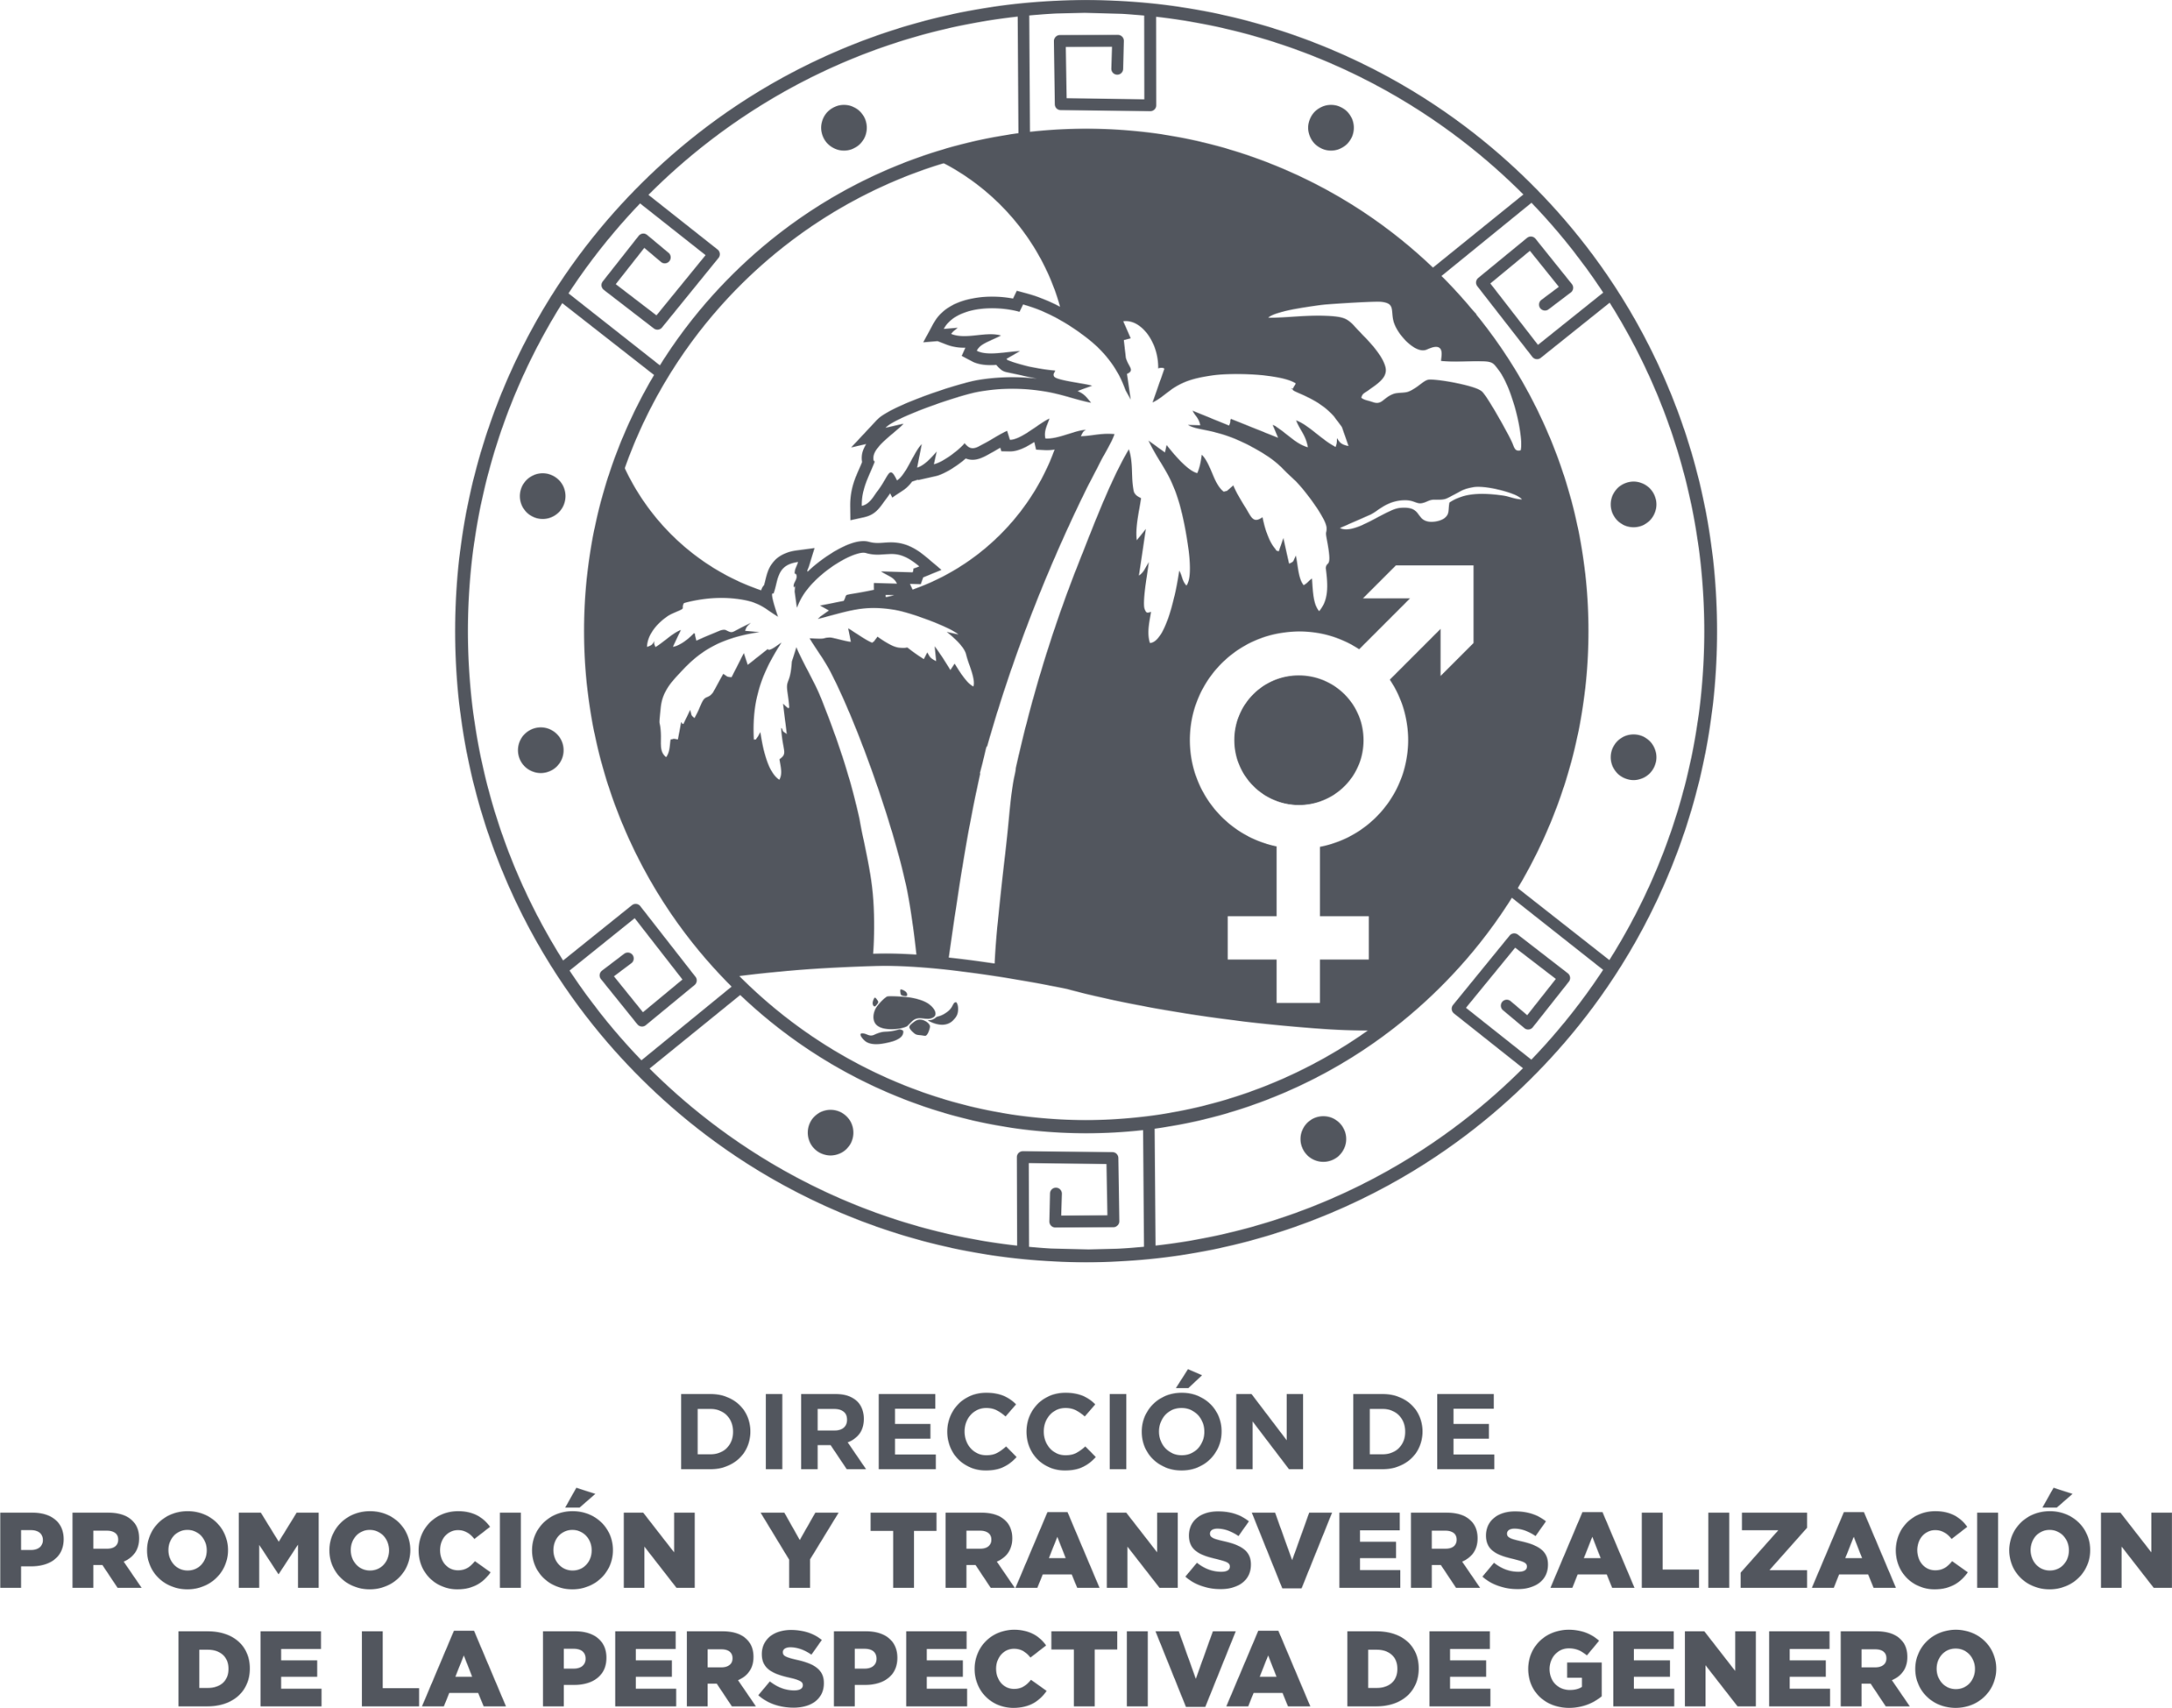 DIRECCIÓN DE
PROMOCIÓN Y TRANSVERSALIZACIÓN
DE LA PERSPECTIVA DE GENERO